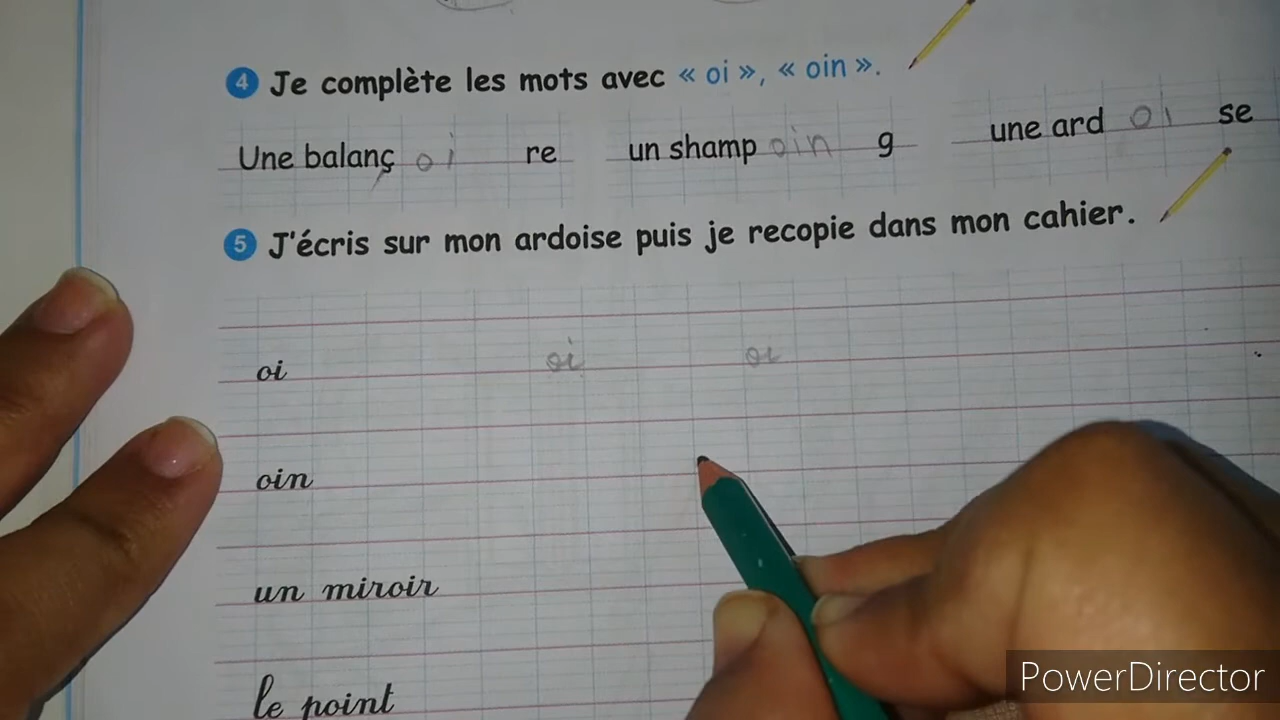 4 Je complète les mots avec « oi », « oin ».
Une balanç oi re un shamp oin g une ard oi se
5 J'écris sur mon ardoise puis je recopie dans mon cahier.
oi oi oi
oin
un miroir
le point
PowerDirector